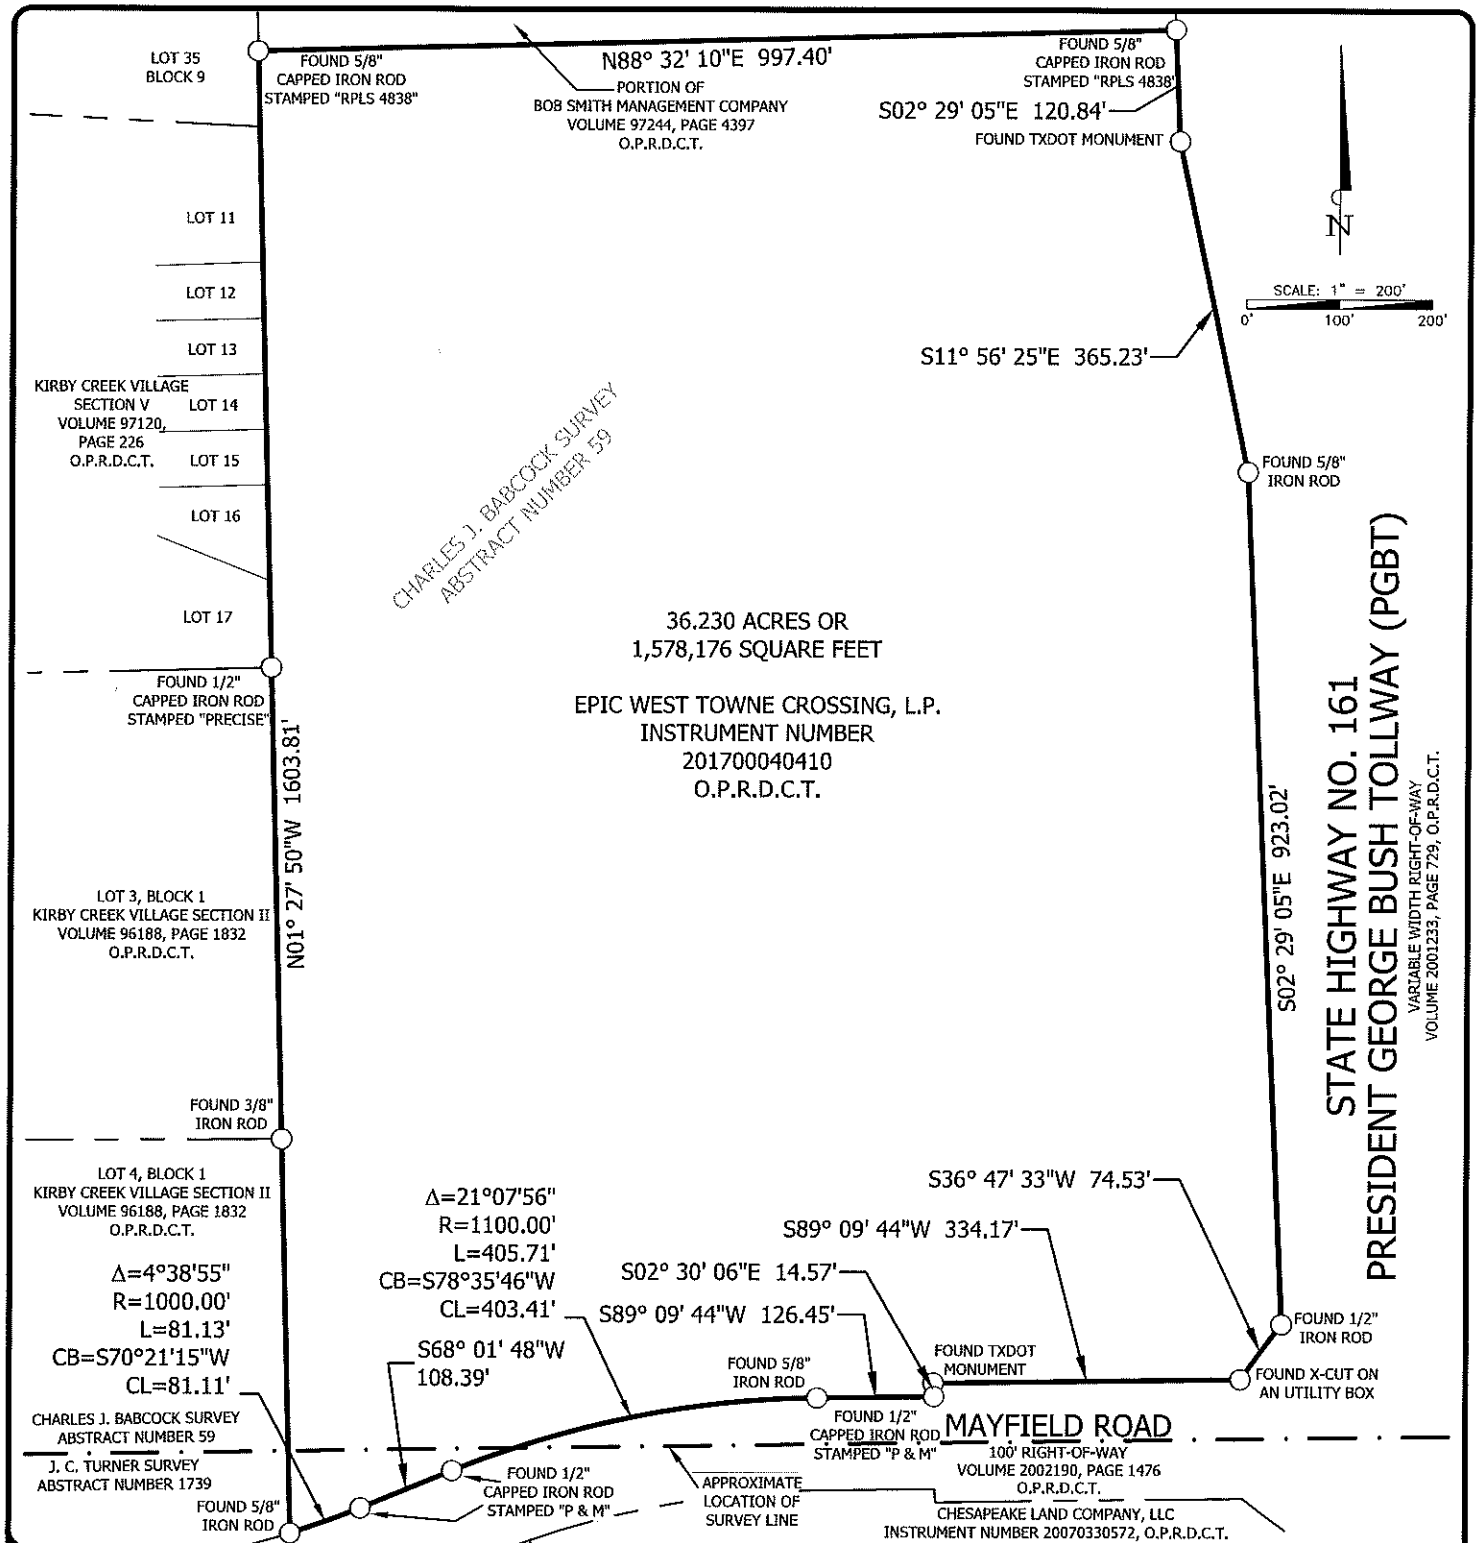 LOT 35
BLOCK 9
FOUND 5/8"
CAPPED IRON ROD
STAMPED "RPLS 4838"
N88° 32' 10"E 997.40'
PORTION OF
BOB SMITH MANAGEMENT COMPANY
VOLUME 97244, PAGE 4397
O.P.R.D.C.T.
FOUND 5/8"
CAPPED IRON ROD
STAMPED "RPLS 4838"
S02° 29' 05"E 120.84'
FOUND TXDOT MONUMENT
N
SCALE: 1" = 200'
0' 100' 200'
S11° 56' 25"E 365.23'
LOT 11
LOT 12
LOT 13
LOT 14
LOT 15
LOT 16
LOT 17
KIRBY CREEK VILLAGE
SECTION V
VOLUME 97120,
PAGE 226
O.P.R.D.C.T.
CHARLES J. BABCOCK SURVEY
ABSTRACT NUMBER 59
FOUND 5/8"
IRON ROD
36.230 ACRES OR
1,578,176 SQUARE FEET
EPIC WEST TOWNE CROSSING, L.P.
INSTRUMENT NUMBER
201700040410
O.P.R.D.C.T.
FOUND 1/2"
CAPPED IRON ROD
STAMPED "PRECISE"
N01° 27' 50"W 1603.81'
S02° 29' 05"E 923.02'
STATE HIGHWAY NO. 161
PRESIDENT GEORGE BUSH TOLLWAY (PGBT)
VARIABLE WIDTH RIGHT-OF-WAY
VOLUME 2001233, PAGE 729, O.P.R.D.C.T.
LOT 3, BLOCK 1
KIRBY CREEK VILLAGE SECTION II
VOLUME 96188, PAGE 1832
O.P.R.D.C.T.
FOUND 3/8"
IRON ROD
LOT 4, BLOCK 1
KIRBY CREEK VILLAGE SECTION II
VOLUME 96188, PAGE 1832
O.P.R.D.C.T.
Δ=4°38'55"
R=1000.00'
L=81.13'
CB=S70°21'15"W
CL=81.11'
Δ=21°07'56"
R=1100.00'
L=405.71'
CB=S78°35'46"W
CL=403.41'
S68° 01' 48"W
108.39'
S36° 47' 33"W 74.53'
S89° 09' 44"W 334.17'
S02° 30' 06"E 14.57'
S89° 09' 44"W 126.45'
FOUND 1/2"
IRON ROD
FOUND X-CUT ON
AN UTILITY BOX
FOUND TXDOT
MONUMENT
FOUND 5/8"
IRON ROD
FOUND 1/2"
CAPPED IRON ROD
STAMPED "P & M"
MAYFIELD ROAD
100' RIGHT-OF-WAY
VOLUME 2002190, PAGE 1476
O.P.R.D.C.T.
CHARLES J. BABCOCK SURVEY
ABSTRACT NUMBER 59
J. C. TURNER SURVEY
ABSTRACT NUMBER 1739
FOUND 5/8"
IRON ROD
FOUND 1/2"
CAPPED IRON ROD
STAMPED "P & M"
APPROXIMATE
LOCATION OF
SURVEY LINE
CHESAPEAKE LAND COMPANY, LLC
INSTRUMENT NUMBER 20070330572, O.P.R.D.C.T.